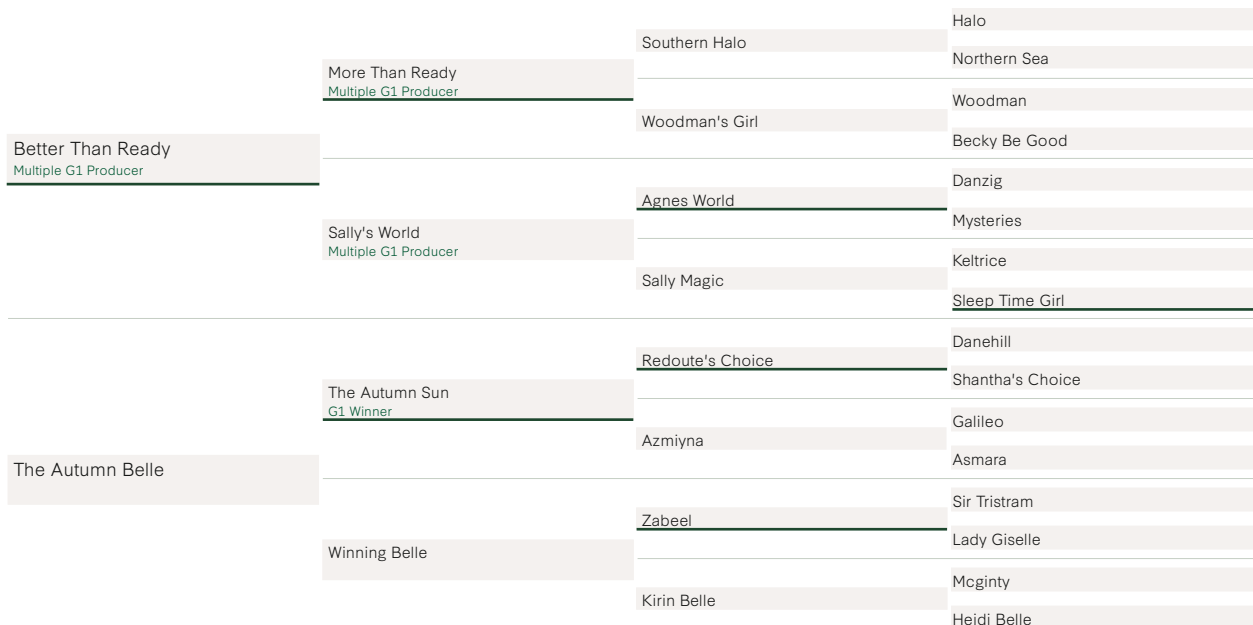 Better Than Ready
Multiple G1 Producer
The Autumn Belle
More Than Ready
Multiple G1 Producer
Sally's World
Multiple G1 Producer
The Autumn Sun
G1 Winner
Winning Belle
Southern Halo
Woodman's Girl
Agnes World
Sally Magic
Redoute's Choice
Azmiyna
Zabeel
Kirin Belle
Halo
Northern Sea
Woodman
Becky Be Good
Danzig
Mysteries
Keltrice
Sleep Time Girl
Danehill
Shantha's Choice
Galileo
Asmara
Sir Tristram
Lady Giselle
Mcginty
Heidi Belle